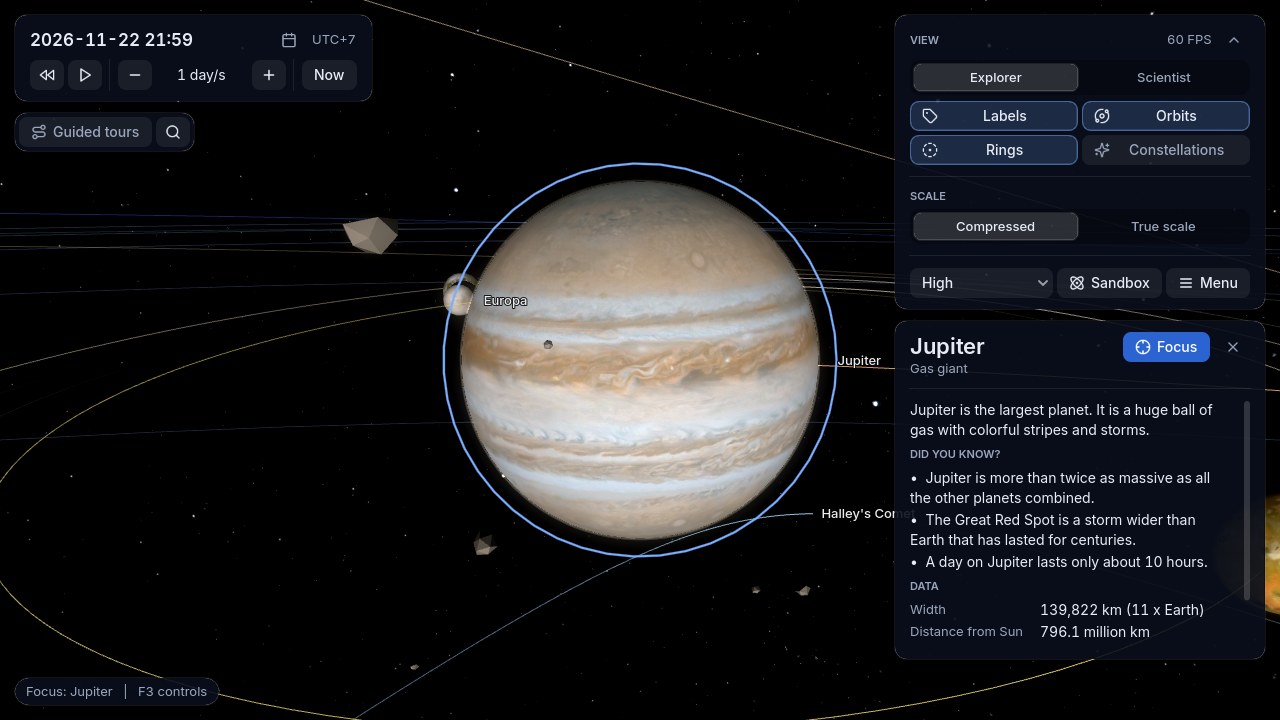 2026-11-22 21:59
UTC+7
1 day/s
Now
Guided tours
VIEW
60 FPS
Explorer
Scientist
Labels
Orbits
Rings
Constellations
SCALE
Compressed
True scale
High
Sandbox
Menu
Europa
Jupiter
Halley's Comet
Jupiter
Focus
Gas giant
Jupiter is the largest planet. It is a huge ball of
gas with colorful stripes and storms.
DID YOU KNOW?
• Jupiter is more than twice as massive as all
the other planets combined.
• The Great Red Spot is a storm wider than
Earth that has lasted for centuries.
• A day on Jupiter lasts only about 10 hours.
DATA
Width 139,822 km (11 x Earth)
Distance from Sun 796.1 million km
Focus: Jupiter | F3 controls